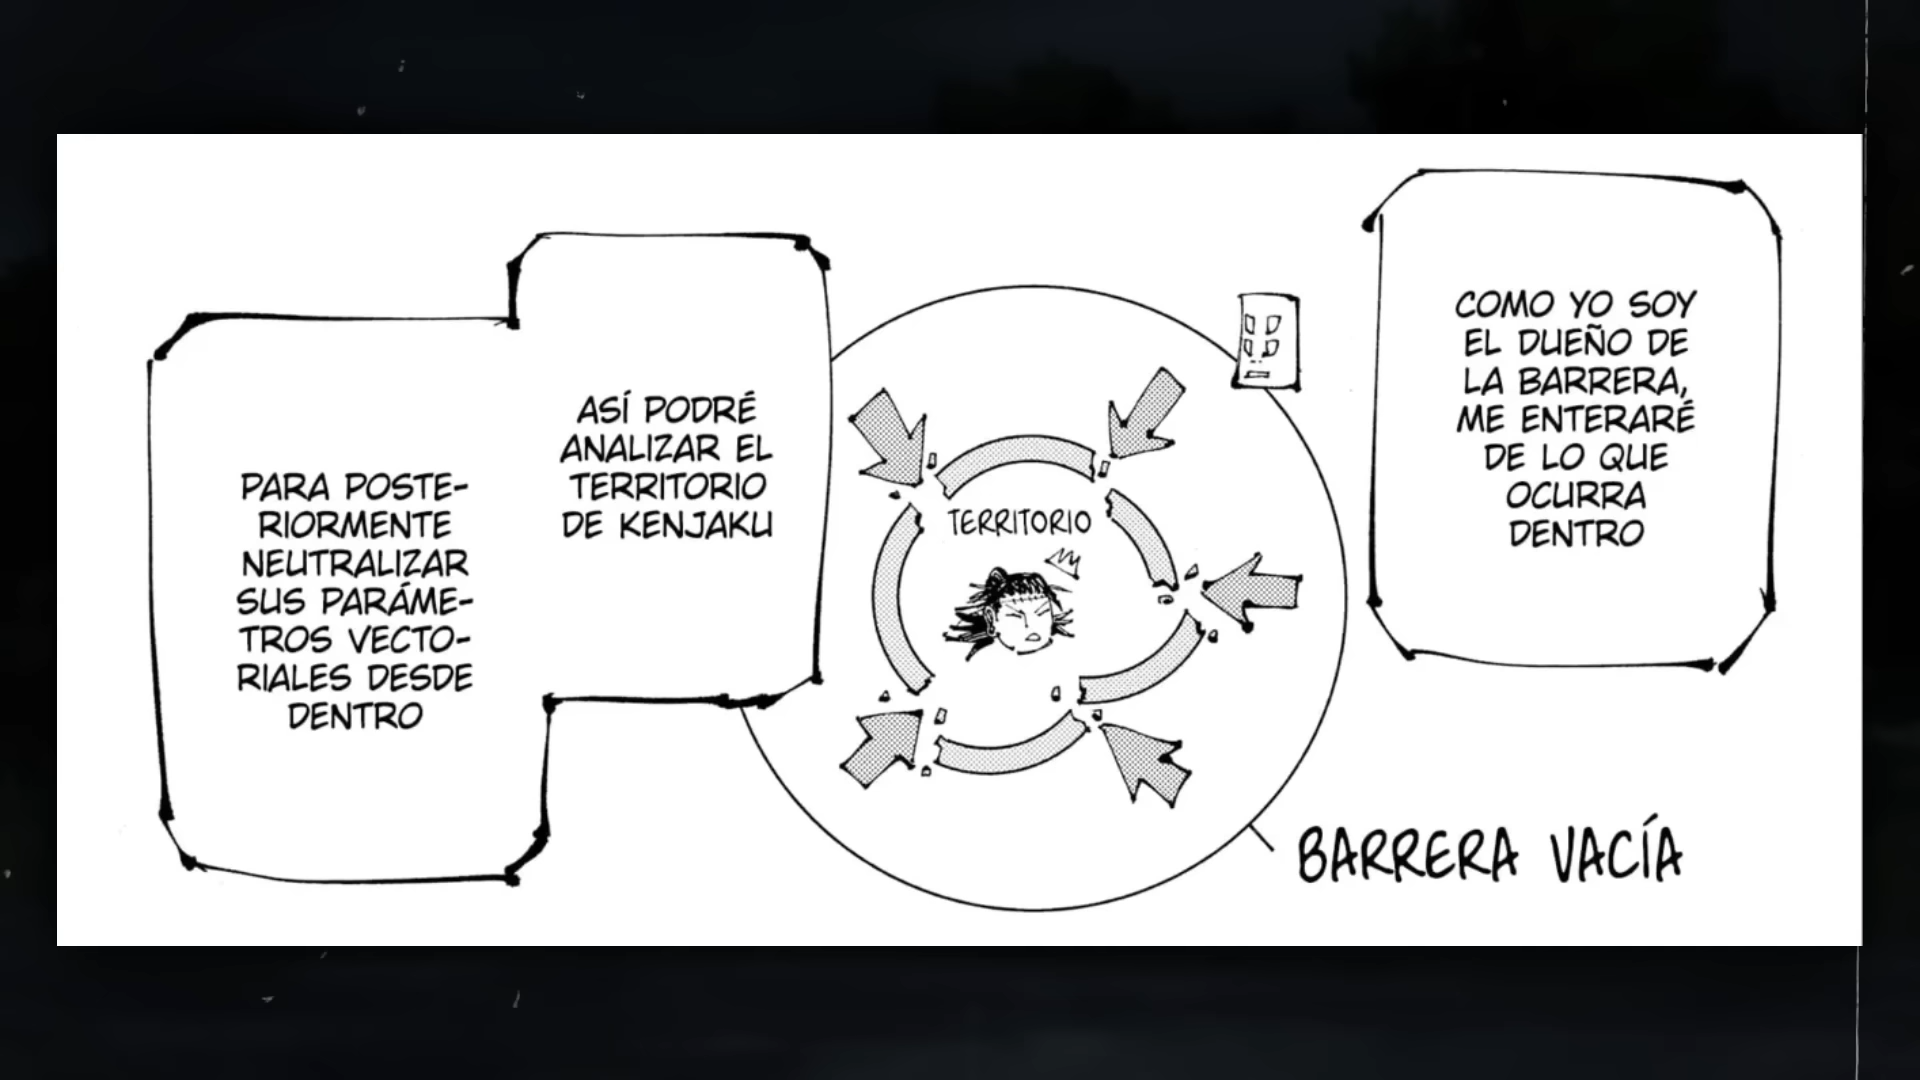 COMO YO SOY
EL DUEÑO DE
LA BARRERA,
ME ENTERARÉ
DE LO QUE
OCURRA
DENTRO
ASÍ PODRÉ
ANALIZAR EL
TERRITORIO
DE KENJAKU
PARA POSTE-
RIORMENTE
NEUTRALIZAR
SUS PARÁME-
TROS VECTO-
RIALES DESDE
DENTRO
TERRITORIO
BARRERA VACÍA